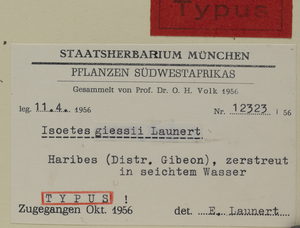 Typus
STAATSHERBARIUM MÜNCHEN
PFLANZEN SÜDWESTAFRIKAS
Gesammelt von Prof. Dr. O. H. Volk 1956
leg. 11.4. 1956 Nr. 12323 / 56
Isoetes giessii Launert
Haribes (Distr. Gibeon), zerstreut
in seichtem Wasser
TYPUS !
Zugegangen Okt. 1956 det. E. Launert